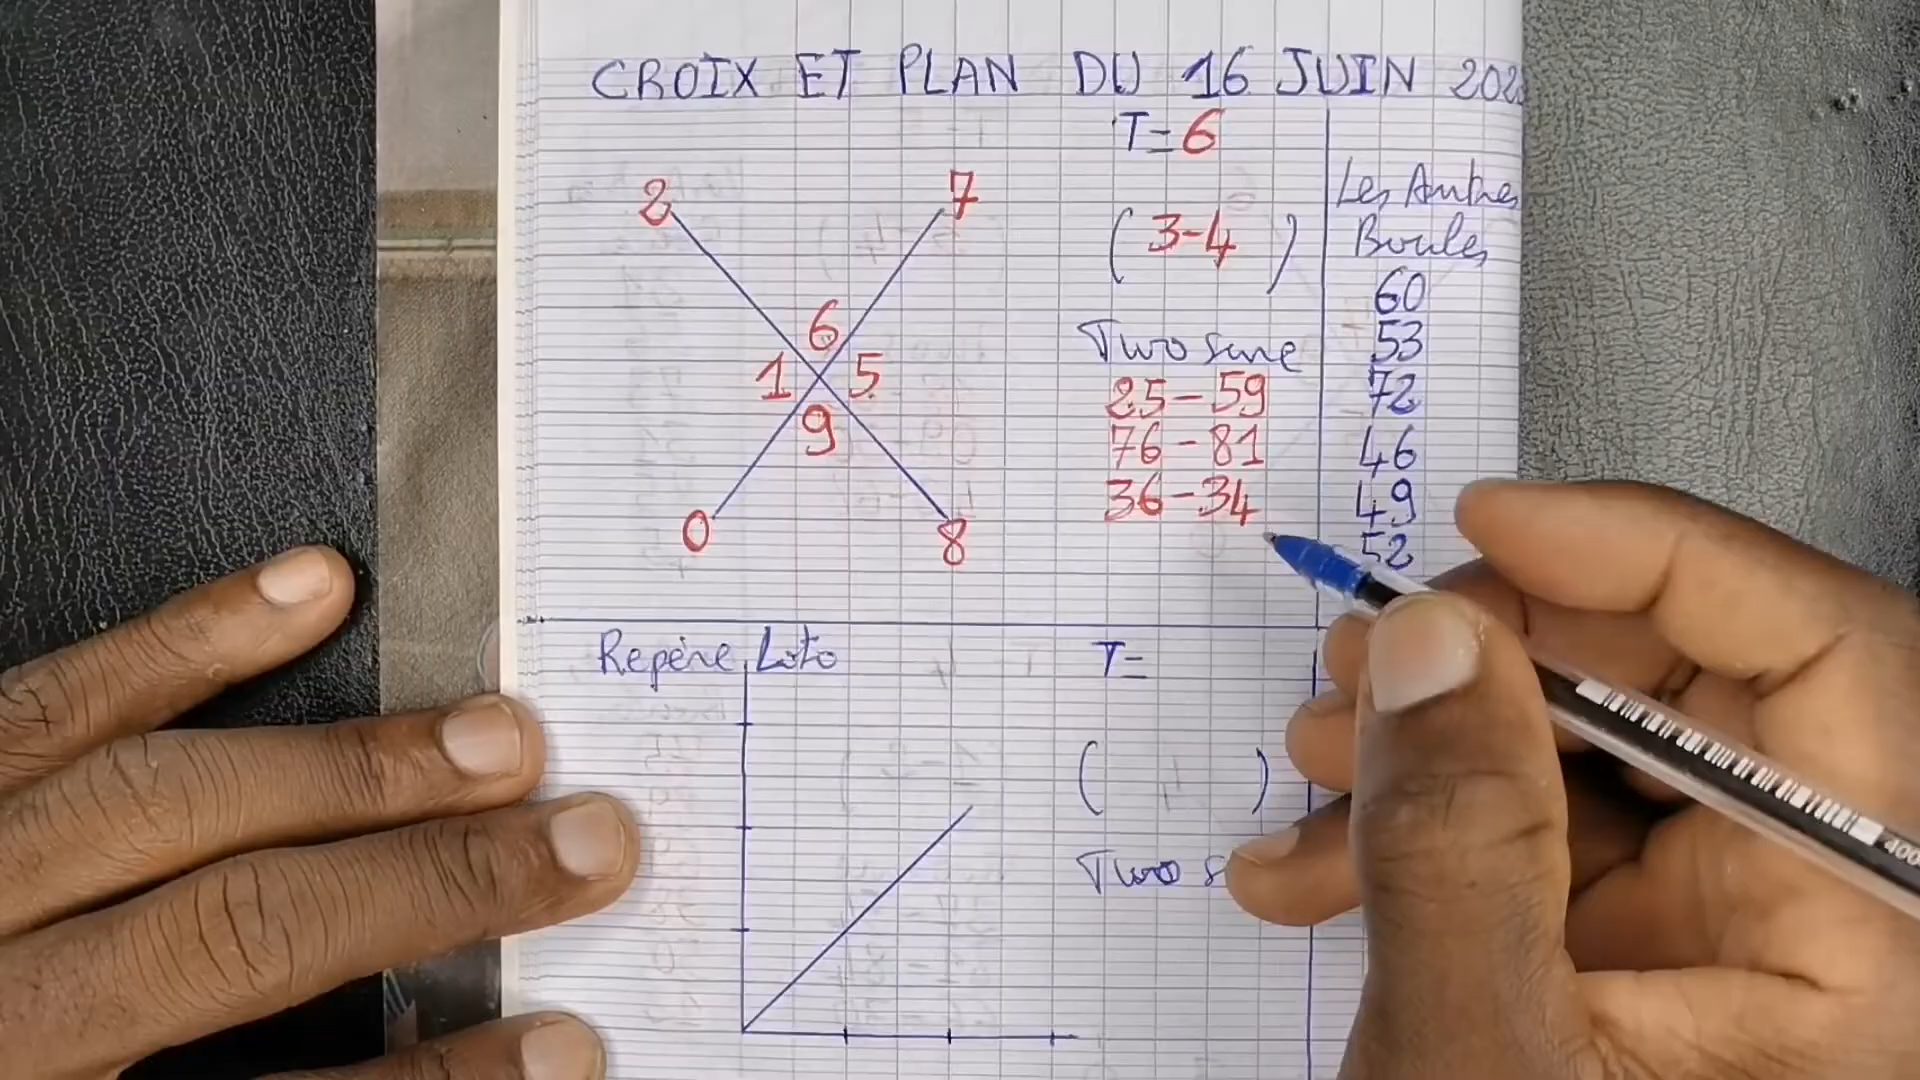 CROIX ET PLAN DU 16 JUIN 202
T=6
2 7
(3-4)
6
1 5
9
0 8
Two sure
25-59
76-81
36-34
Les Autres
Boules
60
53
72
46
49
52
Repère Loto
T=
( )
Two s
400